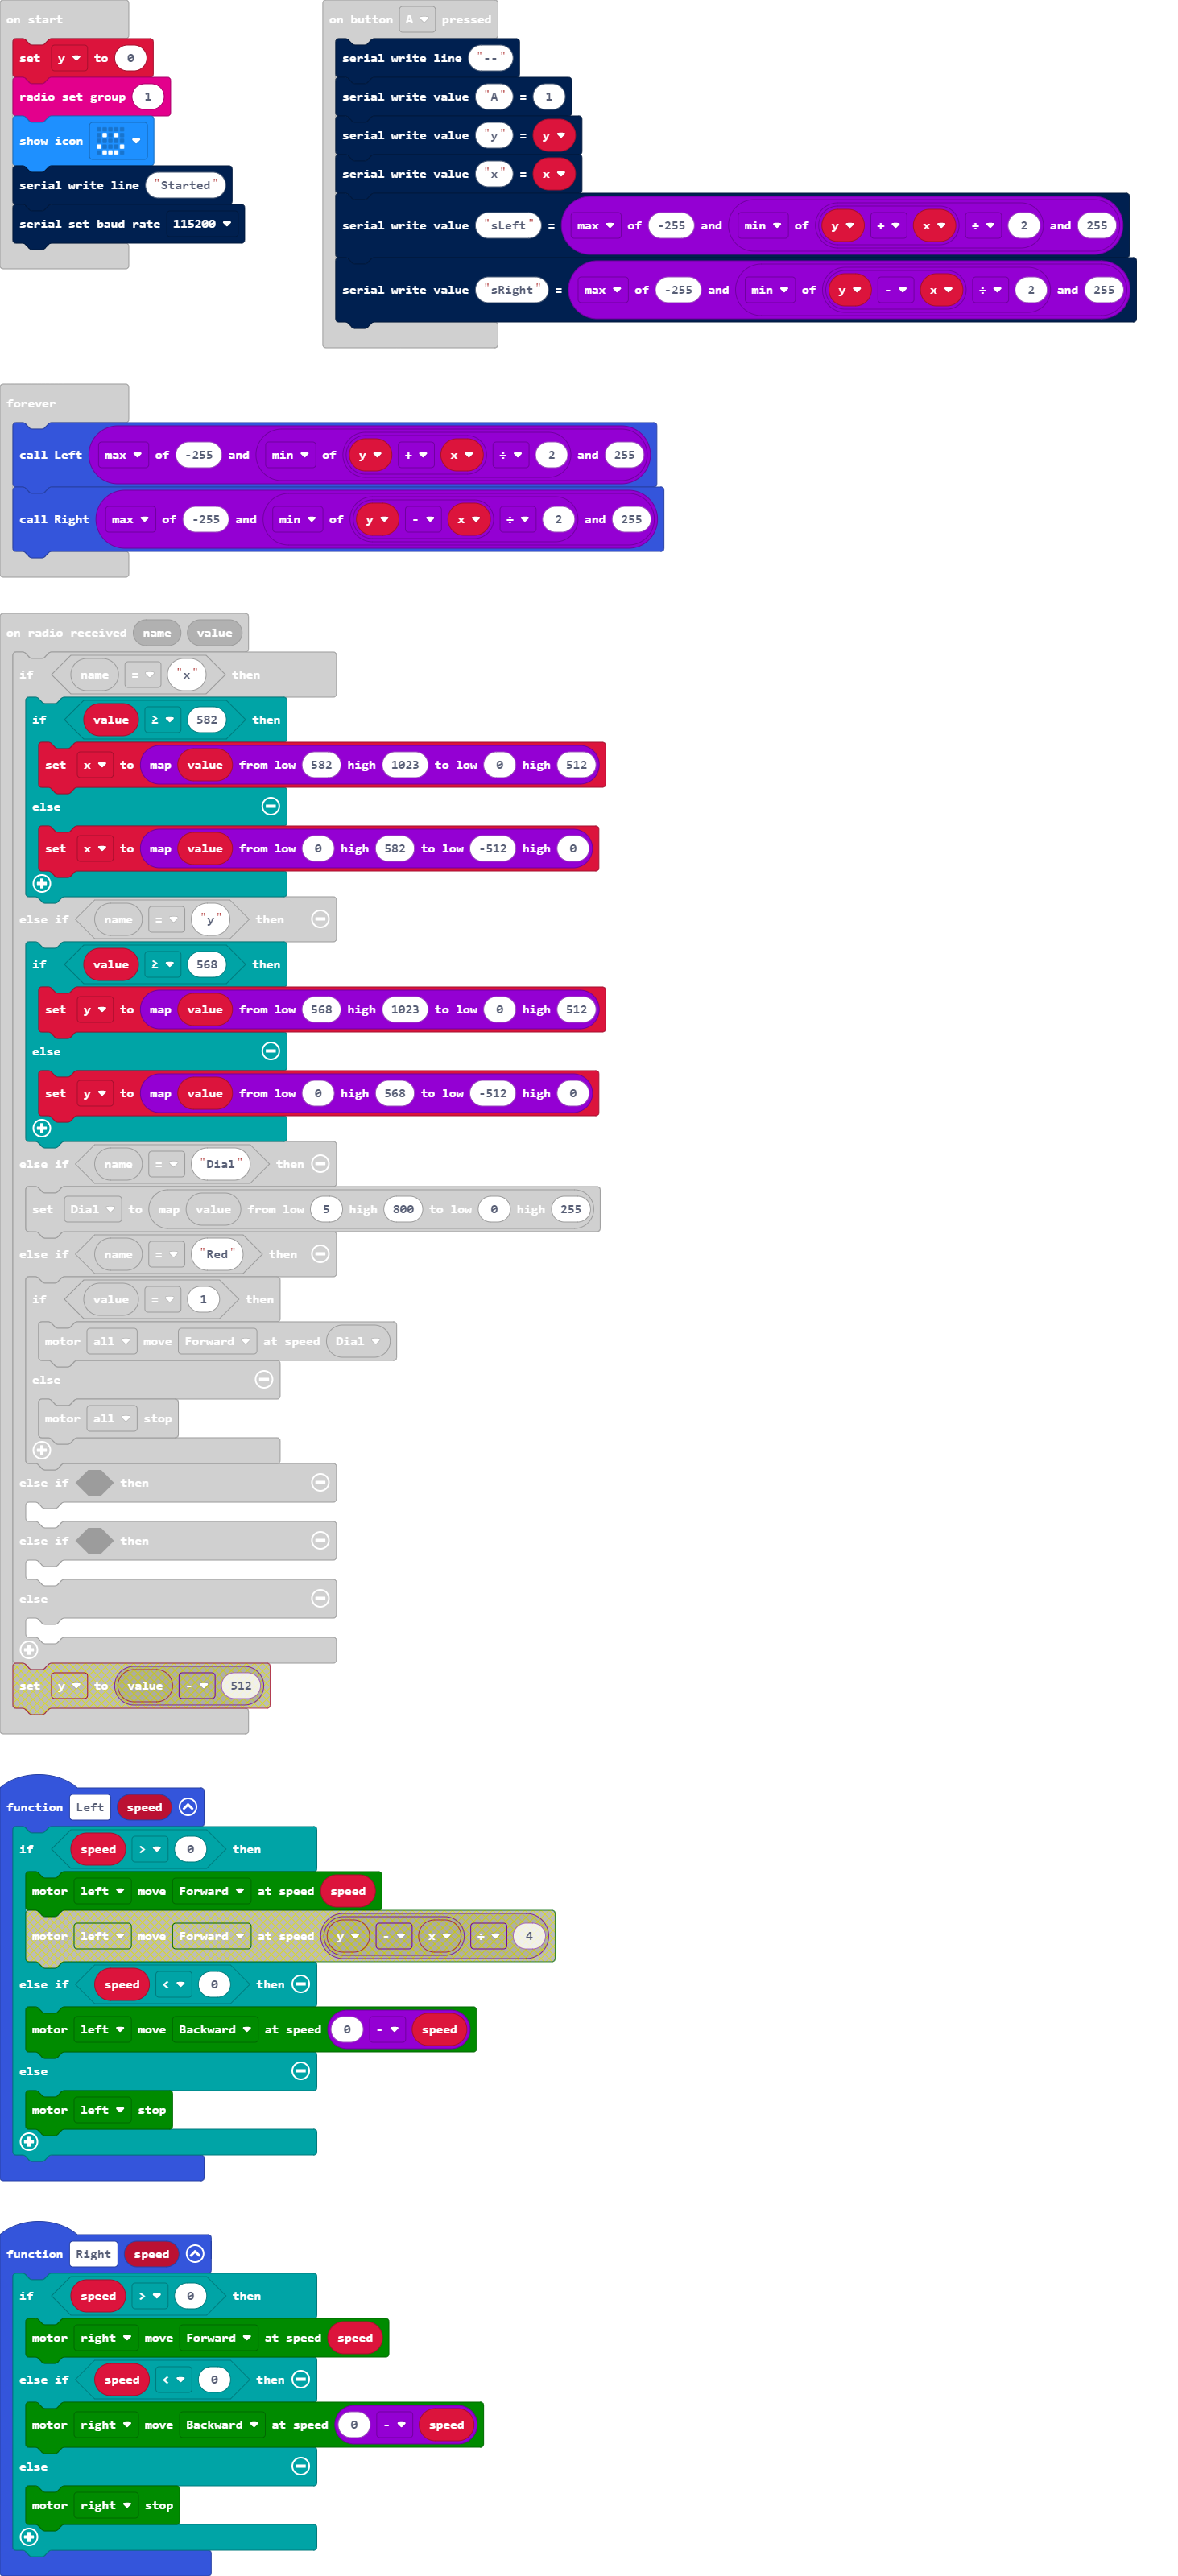 on start
set y to 0
radio set group 1
show icon
serial write line "Started"
serial set baud rate 115200
on button A pressed
serial write line "--"
serial write value "A" = 1
serial write value "y" = y
serial write value "x" = x
serial write value "sLeft" = max of -255 and min of y + x ÷ 2 and 255
serial write value "sRight" = max of -255 and min of y - x ÷ 2 and 255
forever
call Left max of -255 and min of y + x ÷ 2 and 255
call Right max of -255 and min of y - x ÷ 2 and 255
on radio received name value
if name = "x" then
if value ≥ 582 then
set x to map value from low 582 high 1023 to low 0 high 512
else
set x to map value from low 0 high 582 to low -512 high 0
else if name = "y" then
if value ≥ 568 then
set y to map value from low 568 high 1023 to low 0 high 512
else
set y to map value from low 0 high 568 to low -512 high 0
else if name = "Dial" then
set Dial to map value from low 5 high 800 to low 0 high 255
else if name = "Red" then
if value = 1 then
motor all move Forward at speed Dial
else
motor all stop
else if then
else if then
else
set y to value - 512
function Left speed
if speed > 0 then
motor left move Forward at speed speed
motor left move Forward at speed y - x ÷ 4
else if speed < 0 then
motor left move Backward at speed 0 - speed
else
motor left stop
function Right speed
if speed > 0 then
motor right move Forward at speed speed
else if speed < 0 then
motor right move Backward at speed 0 - speed
else
motor right stop